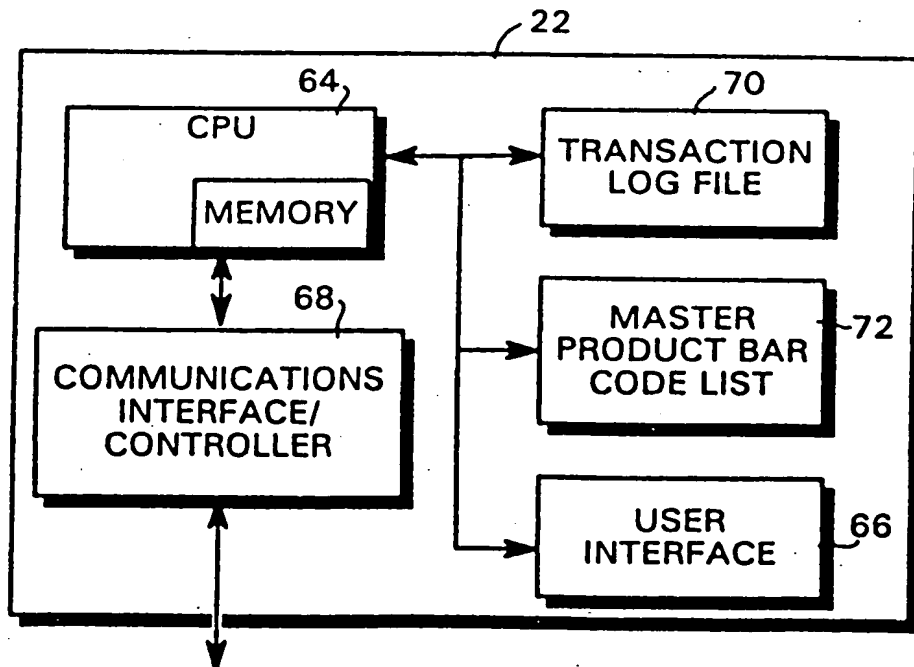 22
64
CPU
MEMORY
70
TRANSACTION
LOG FILE
68
COMMUNICATIONS
INTERFACE/
CONTROLLER
MASTER
PRODUCT BAR
CODE LIST
72
USER
INTERFACE
66